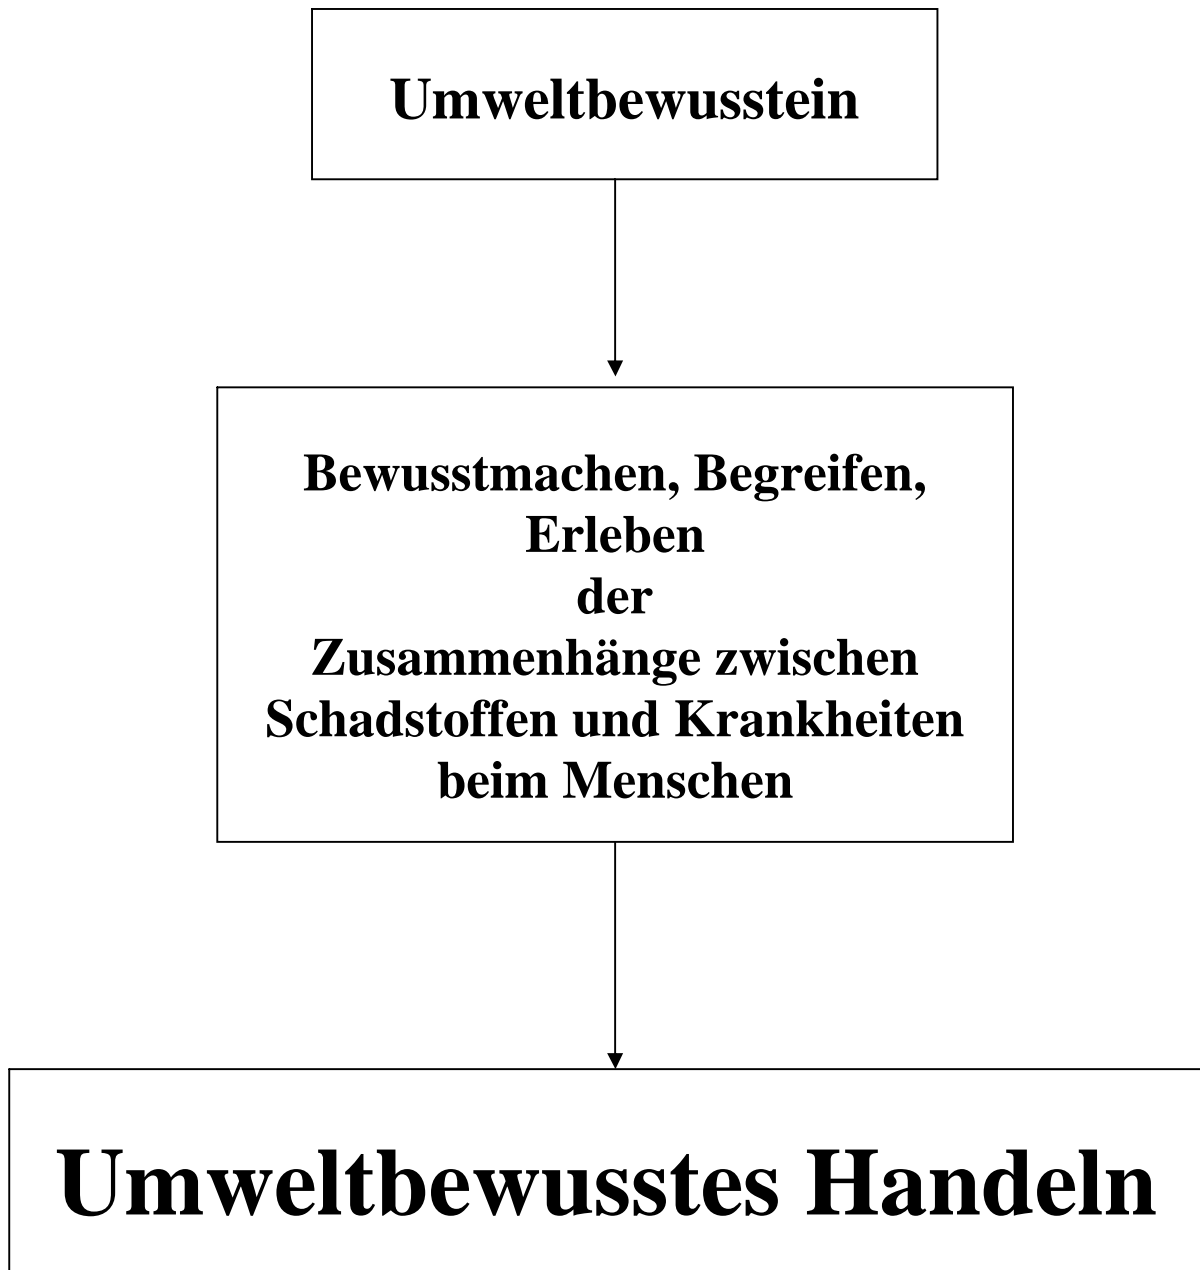 Umweltbewusstein
Bewusstmachen, Begreifen,
Erleben
der
Zusammenhänge zwischen
Schadstoffen und Krankheiten
beim Menschen
Umweltbewusstes Handeln